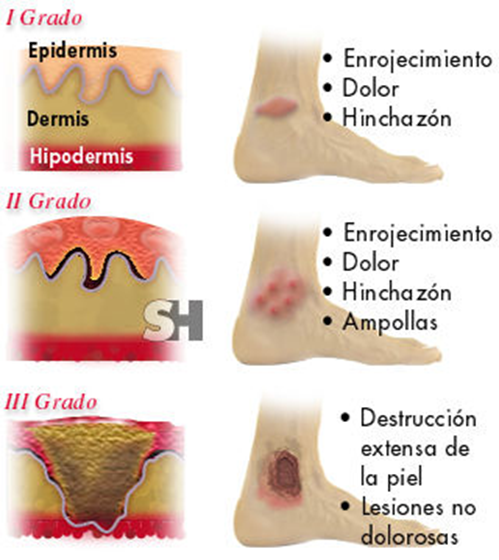 I Grado
Epidermis
Dermis
Hipodermis
• Enrojecimiento
• Dolor
• Hinchazón
II Grado
SH
• Enrojecimiento
• Dolor
• Hinchazón
• Ampollas
III Grado
• Destrucción
extensa de
la piel
• Lesiones no
dolorosas